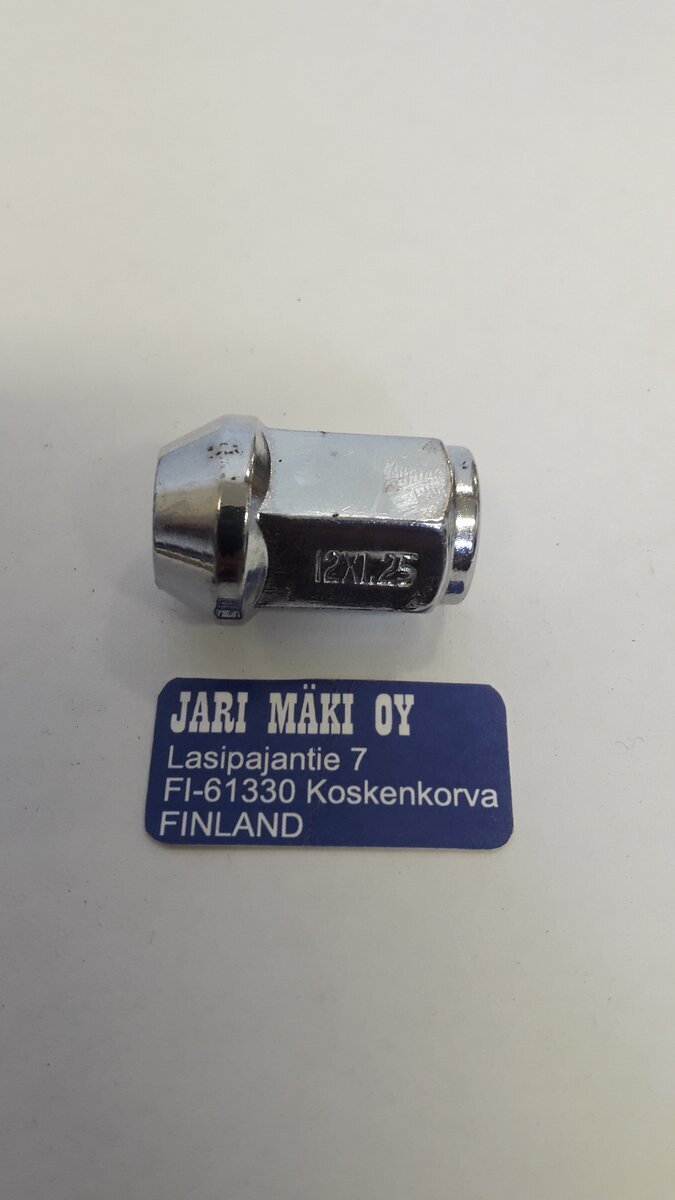 12X1.25
JARI MÄKI OY
Lasipajantie 7
FI-61330 Koskenkorva
FINLAND